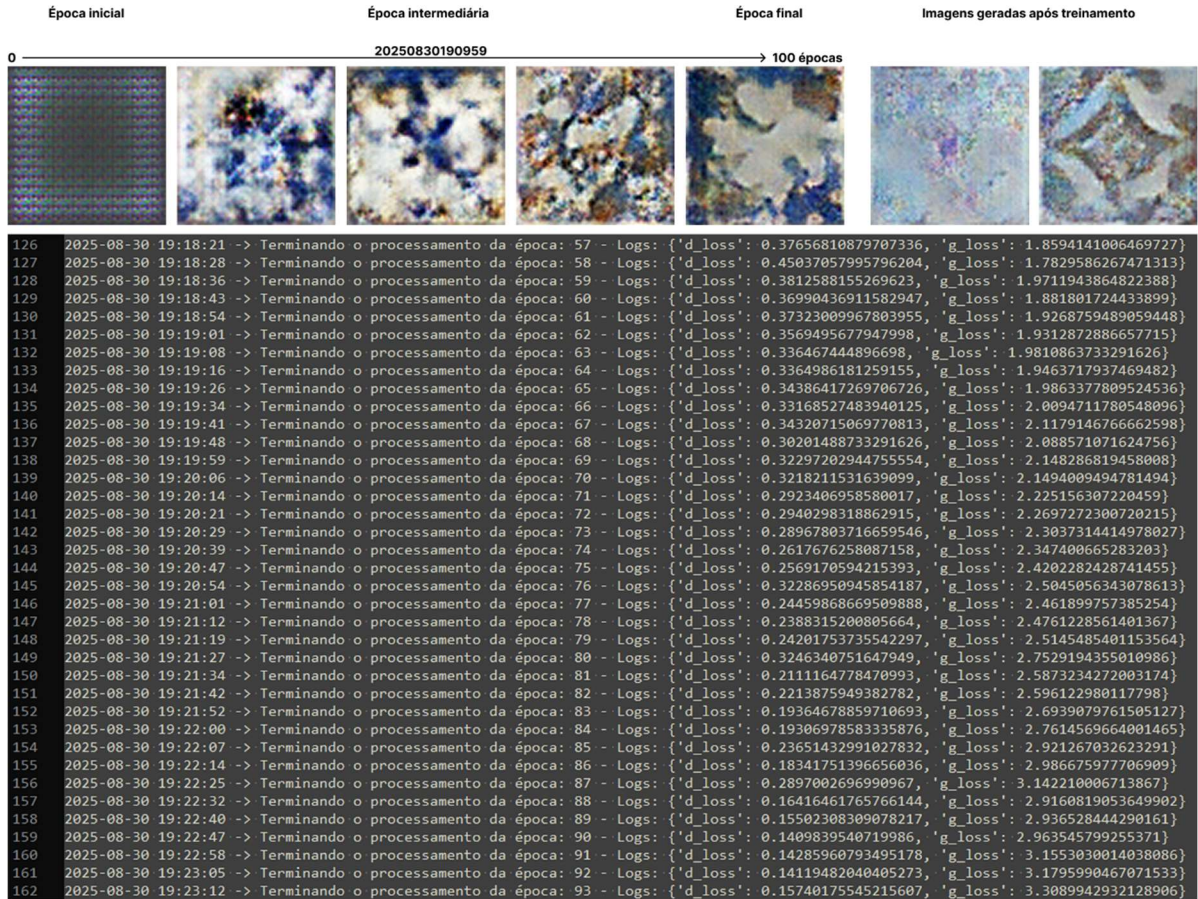 Época inicial Época intermediária Época final Imagens geradas após treinamento
20250830190959
0 100 épocas
126 2025-08-30 19:18:21 -> Terminando o processamento da época: 57 - Logs: {'d_loss': 0.37656810879707336, 'g_loss': 1.8594141006469727}
127 2025-08-30 19:18:28 -> Terminando o processamento da época: 58 - Logs: {'d_loss': 0.45037057995796204, 'g_loss': 1.7829586267471313}
128 2025-08-30 19:18:36 -> Terminando o processamento da época: 59 - Logs: {'d_loss': 0.3812588155269623, 'g_loss': 1.9711943864822388}
129 2025-08-30 19:18:43 -> Terminando o processamento da época: 60 - Logs: {'d_loss': 0.36990436911582947, 'g_loss': 1.881801724433899}
130 2025-08-30 19:18:54 -> Terminando o processamento da época: 61 - Logs: {'d_loss': 0.37323009967803955, 'g_loss': 1.9268759489059448}
131 2025-08-30 19:19:01 -> Terminando o processamento da época: 62 - Logs: {'d_loss': 0.3569495677947998, 'g_loss': 1.9312872886657715}
132 2025-08-30 19:19:08 -> Terminando o processamento da época: 63 - Logs: {'d_loss': 0.336467444896698, 'g_loss': 1.9810863733291626}
133 2025-08-30 19:19:16 -> Terminando o processamento da época: 64 - Logs: {'d_loss': 0.3364986181259155, 'g_loss': 1.9463717937469482}
134 2025-08-30 19:19:26 -> Terminando o processamento da época: 65 - Logs: {'d_loss': 0.34386417269706726, 'g_loss': 1.9863377809524536}
135 2025-08-30 19:19:34 -> Terminando o processamento da época: 66 - Logs: {'d_loss': 0.33168527483940125, 'g_loss': 2.0094711780548096}
136 2025-08-30 19:19:41 -> Terminando o processamento da época: 67 - Logs: {'d_loss': 0.34320715069770813, 'g_loss': 2.1179146766662598}
137 2025-08-30 19:19:48 -> Terminando o processamento da época: 68 - Logs: {'d_loss': 0.30201488733291626, 'g_loss': 2.088571071624756}
138 2025-08-30 19:19:59 -> Terminando o processamento da época: 69 - Logs: {'d_loss': 0.32297202944755554, 'g_loss': 2.148286819458008}
139 2025-08-30 19:20:06 -> Terminando o processamento da época: 70 - Logs: {'d_loss': 0.3218211531639099, 'g_loss': 2.1494009494781494}
140 2025-08-30 19:20:14 -> Terminando o processamento da época: 71 - Logs: {'d_loss': 0.2923406958580017, 'g_loss': 2.225156307220459}
141 2025-08-30 19:20:21 -> Terminando o processamento da época: 72 - Logs: {'d_loss': 0.2940298318862915, 'g_loss': 2.2697272300720215}
142 2025-08-30 19:20:29 -> Terminando o processamento da época: 73 - Logs: {'d_loss': 0.28967803716659546, 'g_loss': 2.3037314414978027}
143 2025-08-30 19:20:39 -> Terminando o processamento da época: 74 - Logs: {'d_loss': 0.2617676258087158, 'g_loss': 2.347400665283203}
144 2025-08-30 19:20:47 -> Terminando o processamento da época: 75 - Logs: {'d_loss': 0.2569170594215393, 'g_loss': 2.4202282428741455}
145 2025-08-30 19:20:54 -> Terminando o processamento da época: 76 - Logs: {'d_loss': 0.32286950945854187, 'g_loss': 2.5045056343078613}
146 2025-08-30 19:21:01 -> Terminando o processamento da época: 77 - Logs: {'d_loss': 0.24459868669509888, 'g_loss': 2.461899757385254}
147 2025-08-30 19:21:12 -> Terminando o processamento da época: 78 - Logs: {'d_loss': 0.2388315200805664, 'g_loss': 2.4761228561401367}
148 2025-08-30 19:21:19 -> Terminando o processamento da época: 79 - Logs: {'d_loss': 0.24201753735542297, 'g_loss': 2.5145485401153564}
149 2025-08-30 19:21:27 -> Terminando o processamento da época: 80 - Logs: {'d_loss': 0.3246340751647949, 'g_loss': 2.7529194355010986}
150 2025-08-30 19:21:34 -> Terminando o processamento da época: 81 - Logs: {'d_loss': 0.2111164778470993, 'g_loss': 2.5873234272003174}
151 2025-08-30 19:21:42 -> Terminando o processamento da época: 82 - Logs: {'d_loss': 0.2213875949382782, 'g_loss': 2.596122980117798}
152 2025-08-30 19:21:52 -> Terminando o processamento da época: 83 - Logs: {'d_loss': 0.19364678859710693, 'g_loss': 2.6939079761505127}
153 2025-08-30 19:22:00 -> Terminando o processamento da época: 84 - Logs: {'d_loss': 0.19306978583335876, 'g_loss': 2.7614569664001465}
154 2025-08-30 19:22:07 -> Terminando o processamento da época: 85 - Logs: {'d_loss': 0.23651432991027832, 'g_loss': 2.921267032623291}
155 2025-08-30 19:22:14 -> Terminando o processamento da época: 86 - Logs: {'d_loss': 0.18341751396656036, 'g_loss': 2.986675977706909}
156 2025-08-30 19:22:25 -> Terminando o processamento da época: 87 - Logs: {'d_loss': 0.2897002696990967, 'g_loss': 3.142210006713867}
157 2025-08-30 19:22:32 -> Terminando o processamento da época: 88 - Logs: {'d_loss': 0.16416461765766144, 'g_loss': 2.9160819053649902}
158 2025-08-30 19:22:40 -> Terminando o processamento da época: 89 - Logs: {'d_loss': 0.15502308309078217, 'g_loss': 2.936528444290161}
159 2025-08-30 19:22:47 -> Terminando o processamento da época: 90 - Logs: {'d_loss': 0.1409839540719986, 'g_loss': 2.963545799255371}
160 2025-08-30 19:22:58 -> Terminando o processamento da época: 91 - Logs: {'d_loss': 0.14285960793495178, 'g_loss': 3.1553030014038086}
161 2025-08-30 19:23:05 -> Terminando o processamento da época: 92 - Logs: {'d_loss': 0.14119482040405273, 'g_loss': 3.1795990467071533}
162 2025-08-30 19:23:12 -> Terminando o processamento da época: 93 - Logs: {'d_loss': 0.15740175545215607, 'g_loss': 3.3089942932128906}